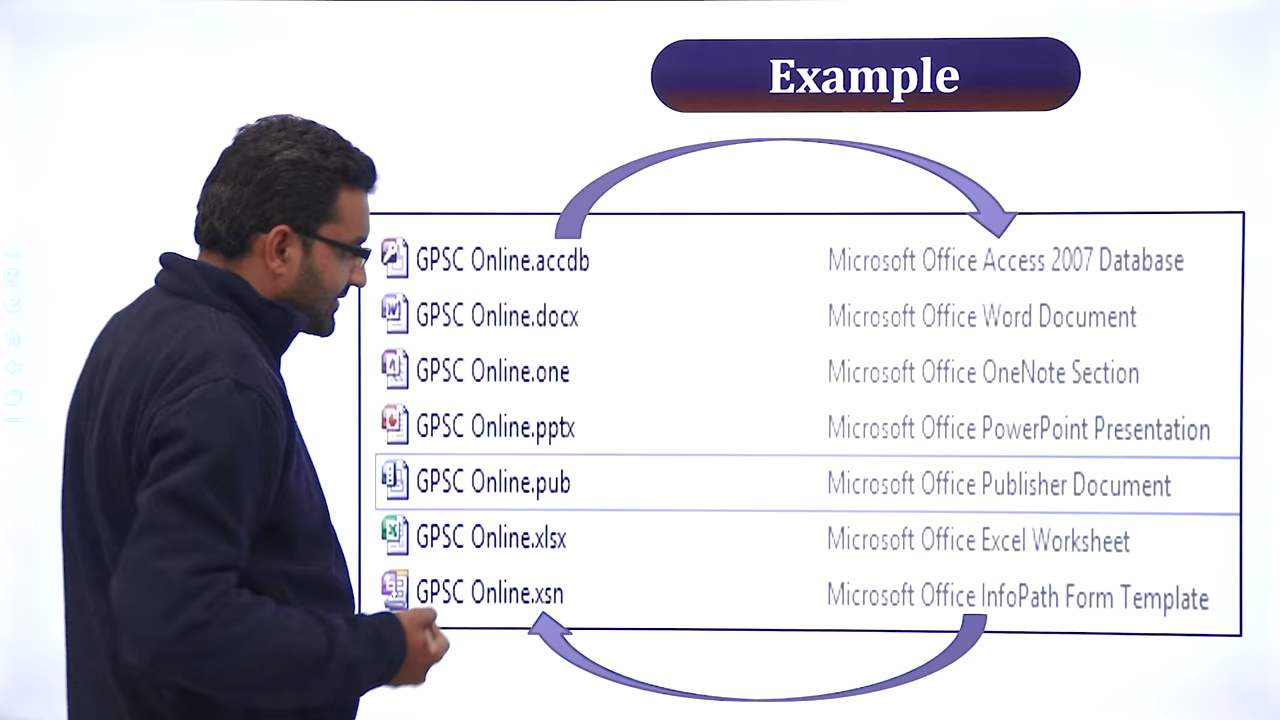 Example
GPSC Online.accdb Microsoft Office Access 2007 Database
GPSC Online.docx Microsoft Office Word Document
GPSC Online.one Microsoft Office OneNote Section
GPSC Online.pptx Microsoft Office PowerPoint Presentation
GPSC Online.pub Microsoft Office Publisher Document
GPSC Online.xlsx Microsoft Office Excel Worksheet
GPSC Online.xsn Microsoft Office InfoPath Form Template